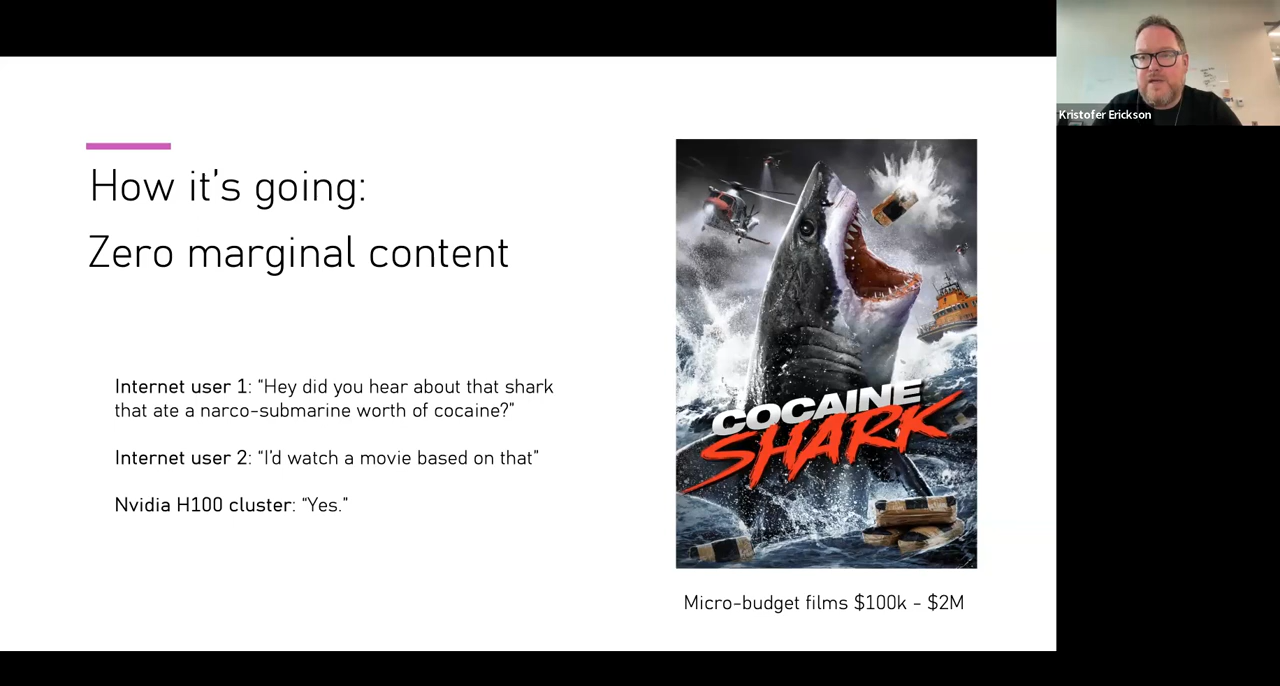 How it's going:
Zero marginal content
Internet user 1: "Hey did you hear about that shark
that ate a narco-submarine worth of cocaine?"
Internet user 2: "I'd watch a movie based on that"
Nvidia H100 cluster: "Yes."
COCAINE
SHARK
Micro-budget films $100k - $2M
Kristofer Erickson